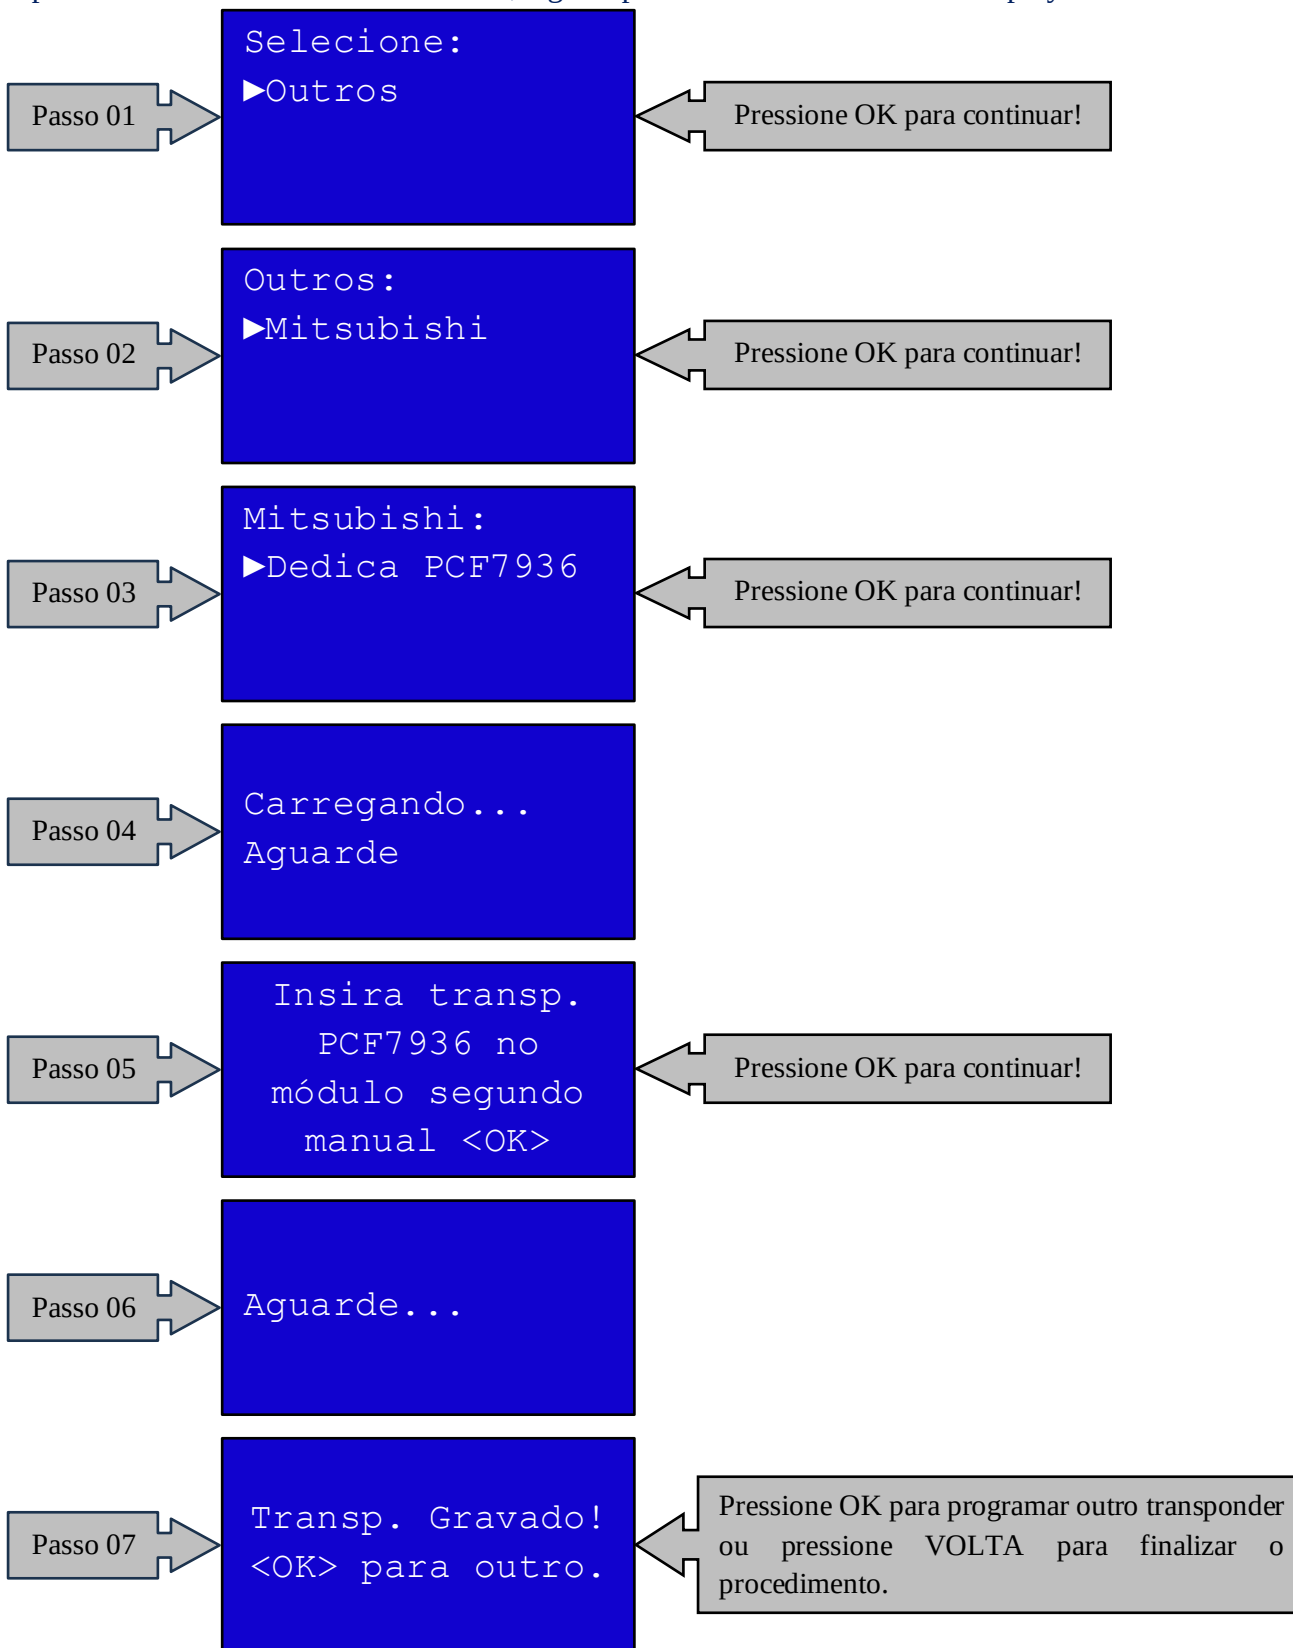 Selecione:
►Outros
Passo 01
Pressione OK para continuar!
Outros:
►Mitsubishi
Passo 02
Pressione OK para continuar!
Mitsubishi:
►Dedica PCF7936
Passo 03
Pressione OK para continuar!
Carregando...
Aguarde
Passo 04
Insira transp.
PCF7936 no
módulo segundo
manual <OK>
Passo 05
Pressione OK para continuar!
Aguarde...
Passo 06
Transp. Gravado!
<OK> para outro.
Passo 07
Pressione OK para programar outro transponder
ou pressione VOLTA para finalizar o
procedimento.